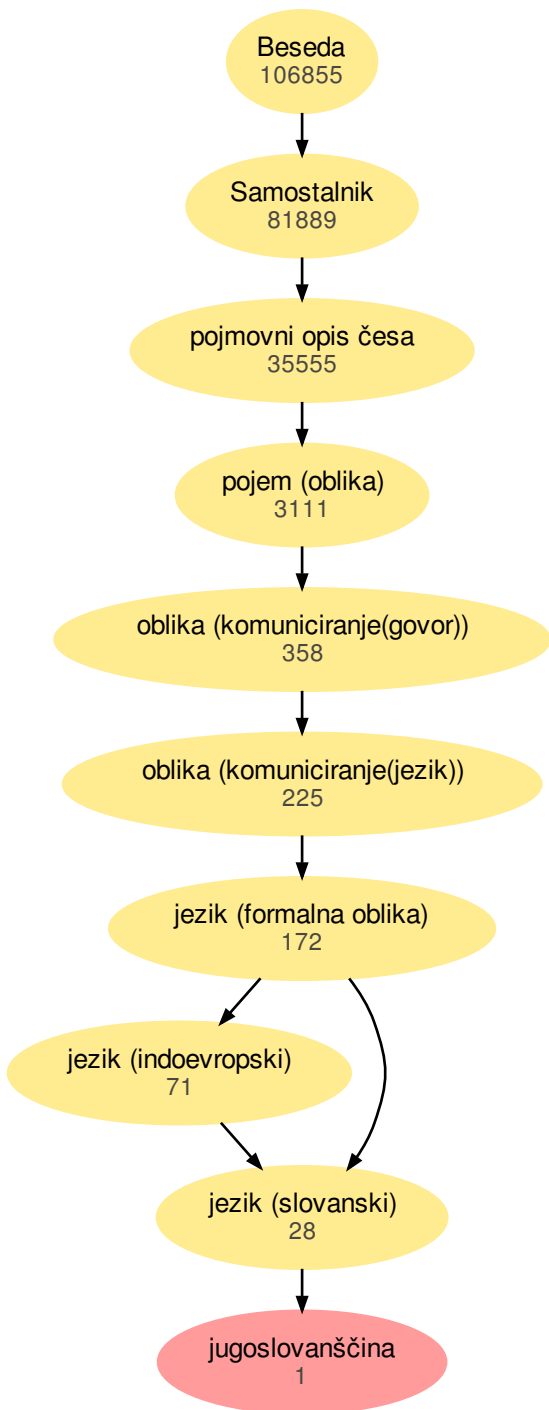 Beseda
106855
Samostalnik
81889
pojmovni opis česa
35555
pojem (oblika)
3111
oblika (komuniciranje(govor))
358
oblika (komuniciranje(jezik))
225
jezik (formalna oblika)
172
jezik (indoevropski)
71
jezik (slovanski)
28
jugoslovanščina
1